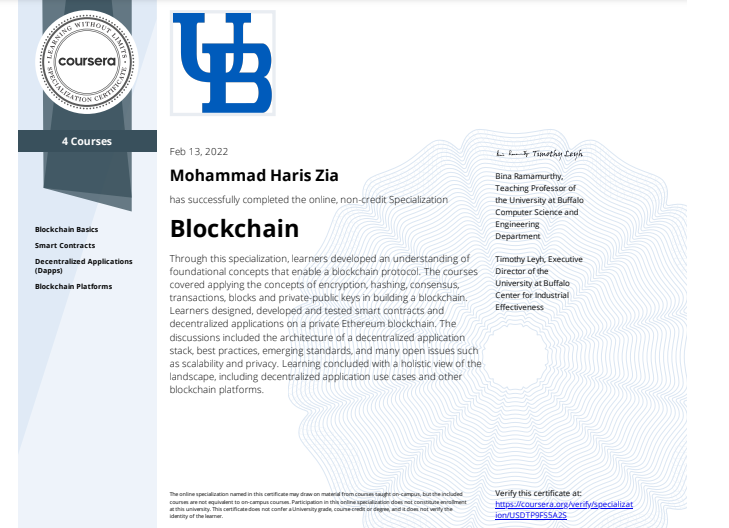 LEARNING WITHOUT LIMITS
coursera
SPECIALIZATION CERTIFICATE
4 Courses
Blockchain Basics
Smart Contracts
Decentralized Applications
(Dapps)
Blockchain Platforms
UB
Feb 13, 2022
Mohammad Haris Zia
has successfully completed the online, non-credit Specialization
Blockchain
Through this specialization, learners developed an understanding of
foundational concepts that enable a blockchain protocol. The courses
covered applying the concepts of encryption, hashing, consensus,
transactions, blocks and private-public keys in building a blockchain.
Learners designed, developed and tested smart contracts and
decentralized applications on a private Ethereum blockchain. The
discussions included the architecture of a decentralized application
stack, best practices, emerging standards, and many open issues such
as scalability and privacy. Learning concluded with a holistic view of the
landscape, including decentralized application use cases and other
blockchain platforms.
Timothy Leyh
Bina Ramamurthy,
Teaching Professor of
the University at Buffalo
Computer Science and
Engineering
Department
Timothy Leyh, Executive
Director of the
University at Buffalo
Center for Industrial
Effectiveness
The online specialization named in this certificate may draw on material from courses taught on-campus, but the included
courses are not equivalent to on-campus courses. Participation in this online specialization does not constitute enrollment
at this university. This certificate does not confer a University grade, course credit or degree, and it does not verify the
identity of the learner.
Verify this certificate at:
https://coursera.org/verify/specializat
ion/USDTP9FSSA2S